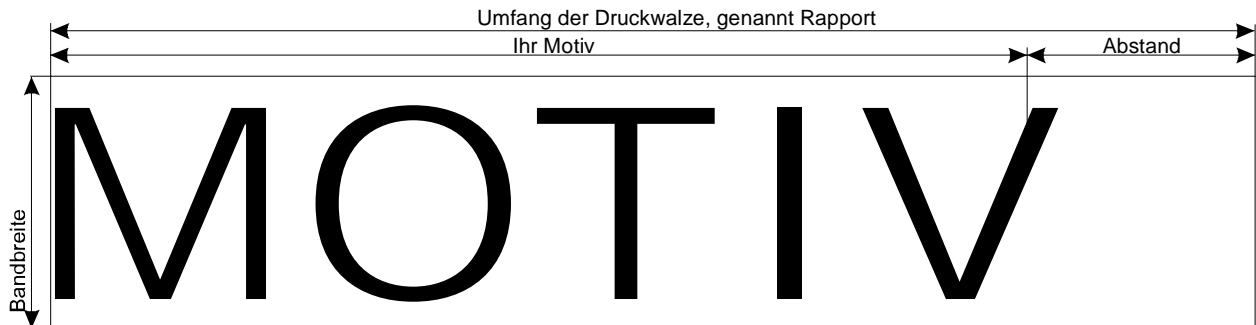 Umfang der Druckwalze, genannt Rapport
Ihr Motiv
Abstand
Bandbreite
MOTIV